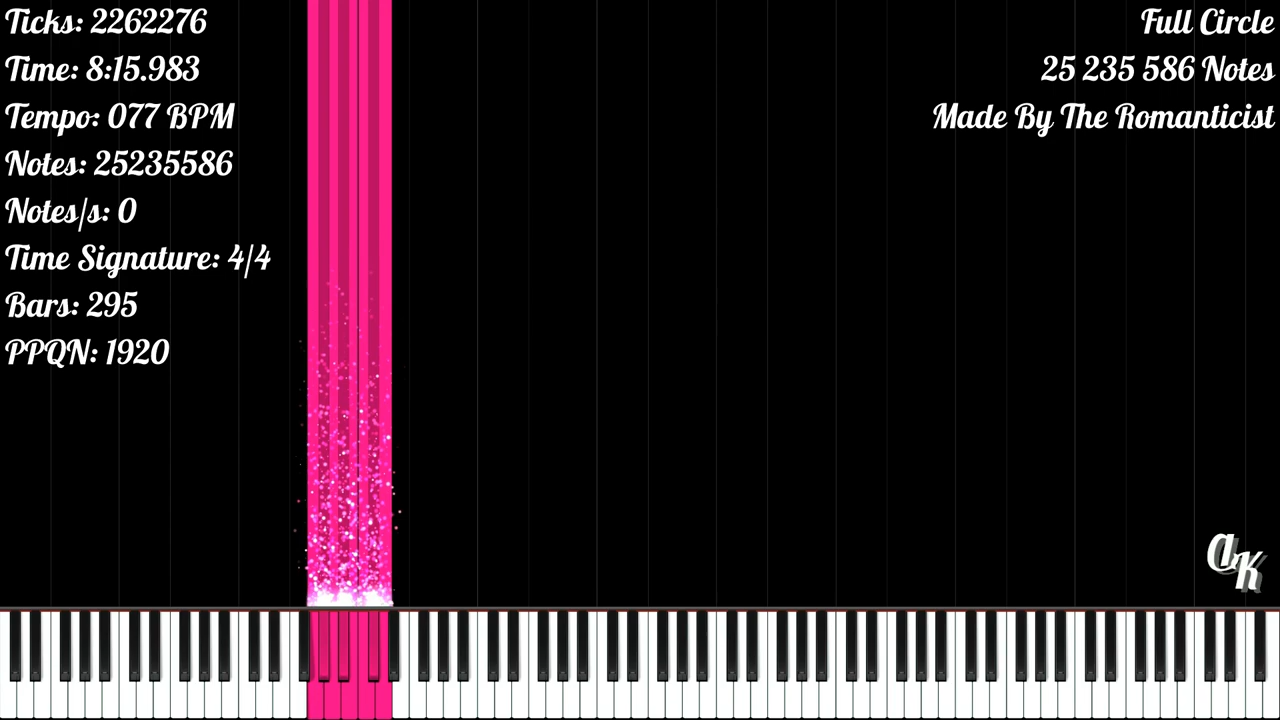 Ticks: 2262276
Time: 8:15.983
Tempo: 077 BPM
Notes: 25235586
Notes/s: 0
Time Signature: 4/4
Bars: 295
PPQN: 1920
Full Circle
25 235 586 Notes
Made By The Romanticist
aK